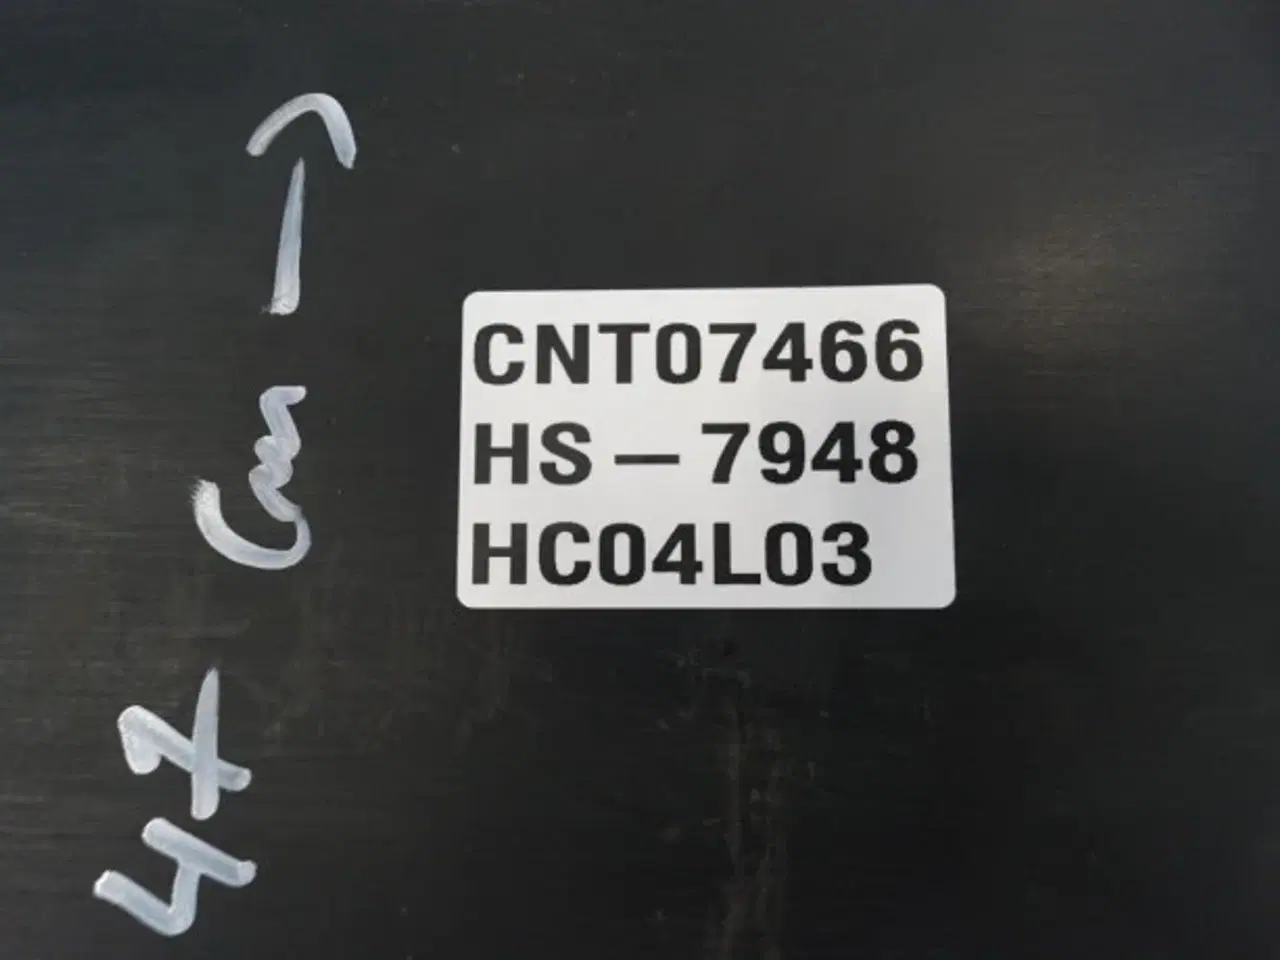 47 cm →
CNT07466
HS – 7948
HC04L03